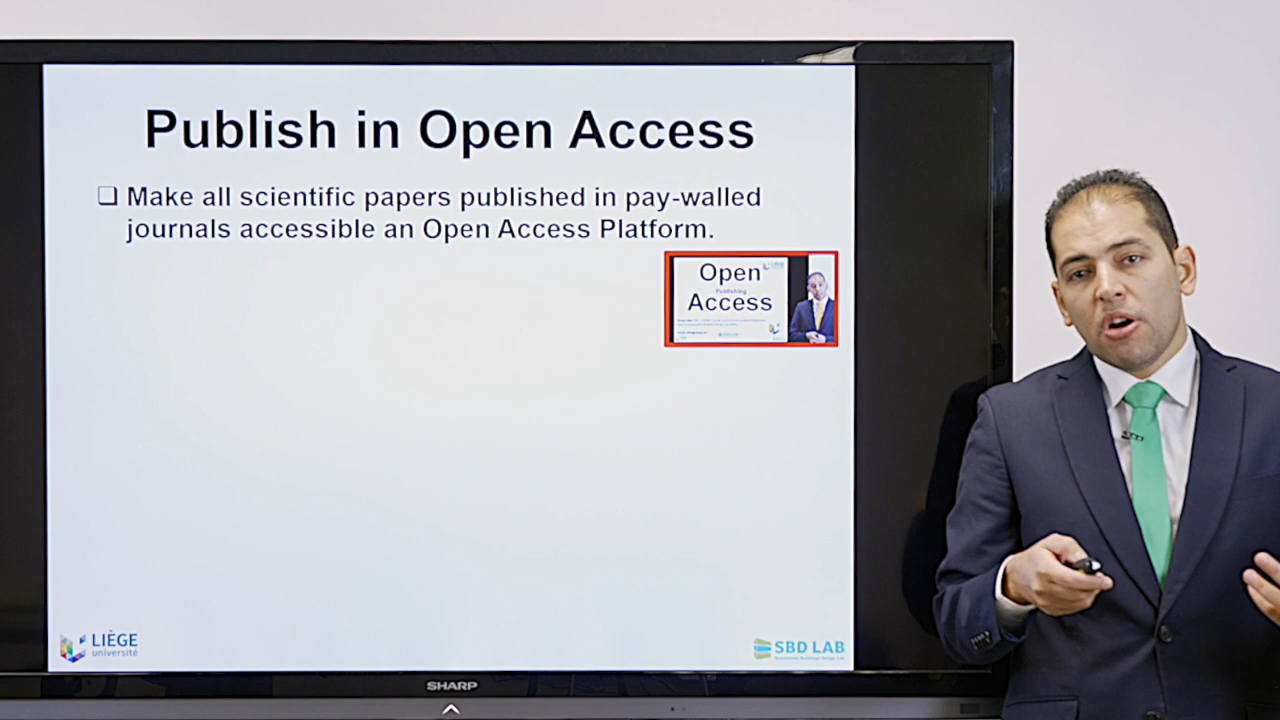 Publish in Open Access
❑ Make all scientific papers published in pay-walled
journals accessible an Open Access Platform.
Open
Publishing
Access
LIÈGE
université
SBD LAB
SHARP